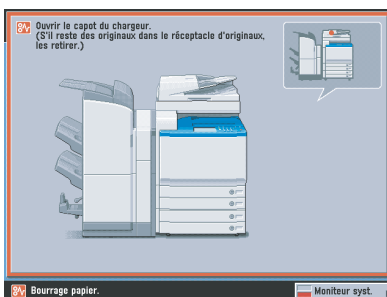 Ouvrir le capot du chargeur.
(S'il reste des originaux dans le réceptacle d'originaux,
les retirer.)
Bourrage papier.
Moniteur syst.